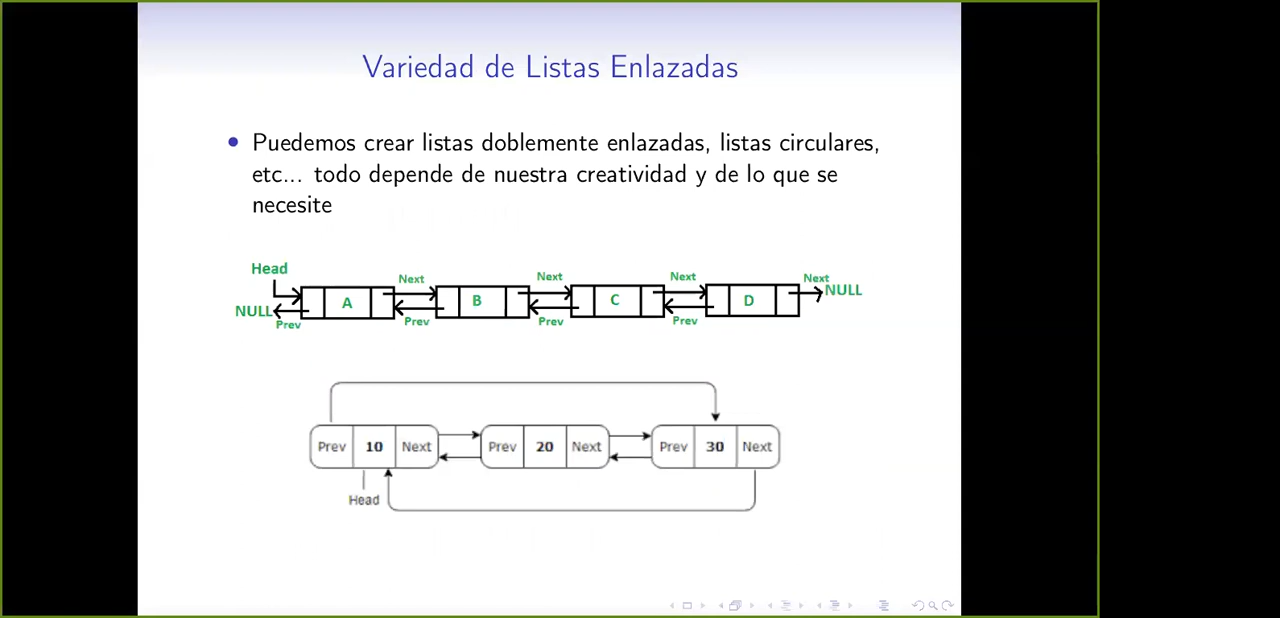 Variedad de Listas Enlazadas
• Puedemos crear listas doblemente enlazadas, listas circulares,
etc... todo depende de nuestra creatividad y de lo que se
necesite
Head
Next Next Next Next
A B C D NULL
NULL
Prev Prev Prev Prev
Prev 10 Next Prev 20 Next Prev 30 Next
Head